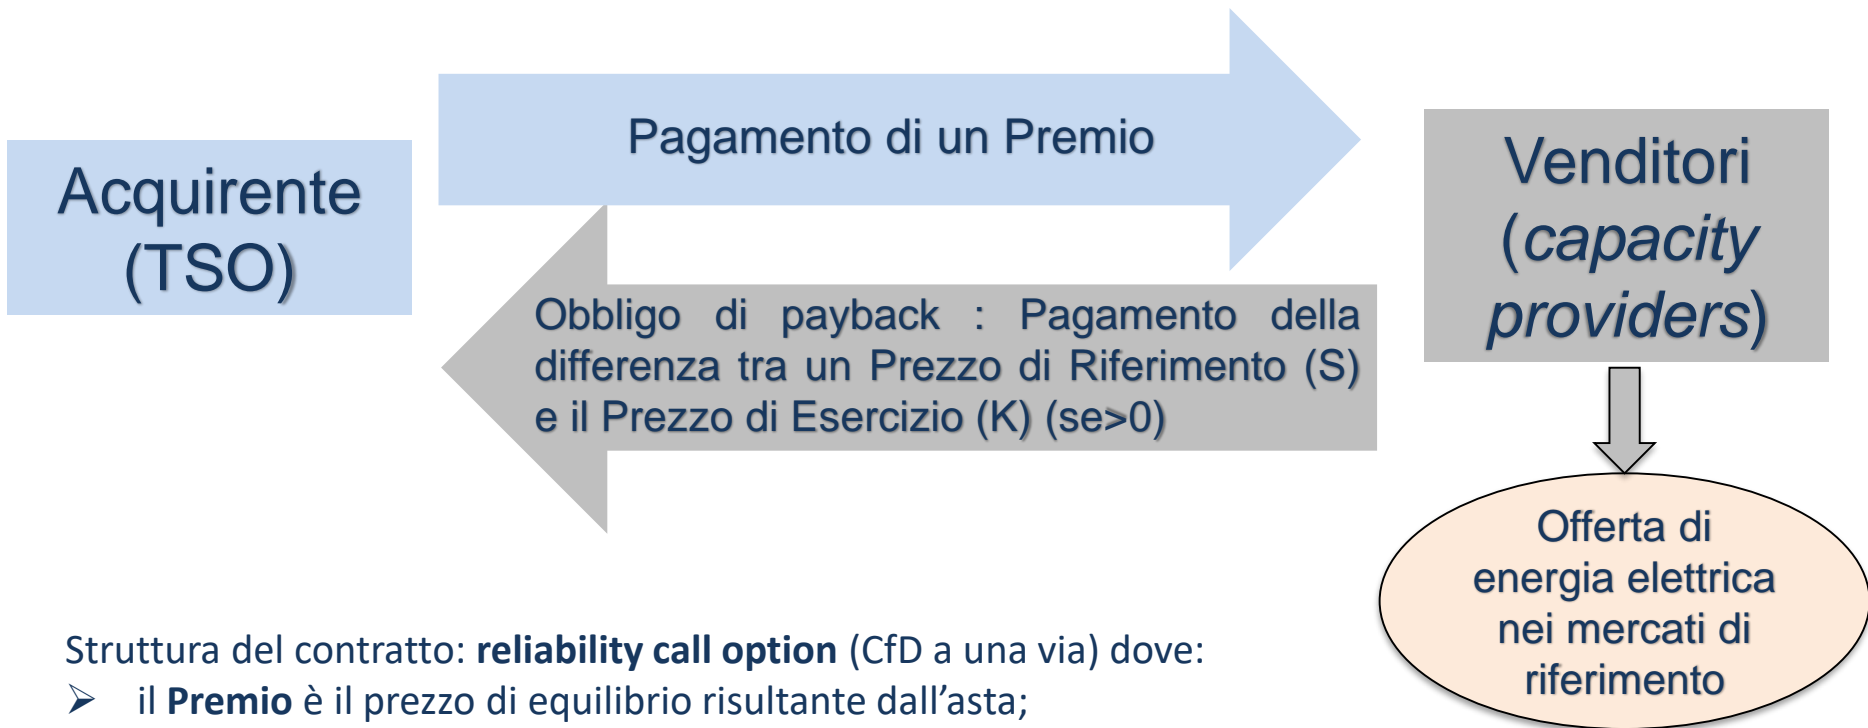 Pagamento di un Premio
Acquirente
(TSO)
Venditori
(capacity
providers)
Obbligo di payback : Pagamento della
differenza tra un Prezzo di Riferimento (S)
e il Prezzo di Esercizio (K) (se>0)
Offerta di
energia elettrica
nei mercati di
riferimento
Struttura del contratto: reliability call option (CfD a una via) dove:
➢ il Premio è il prezzo di equilibrio risultante dall'asta;